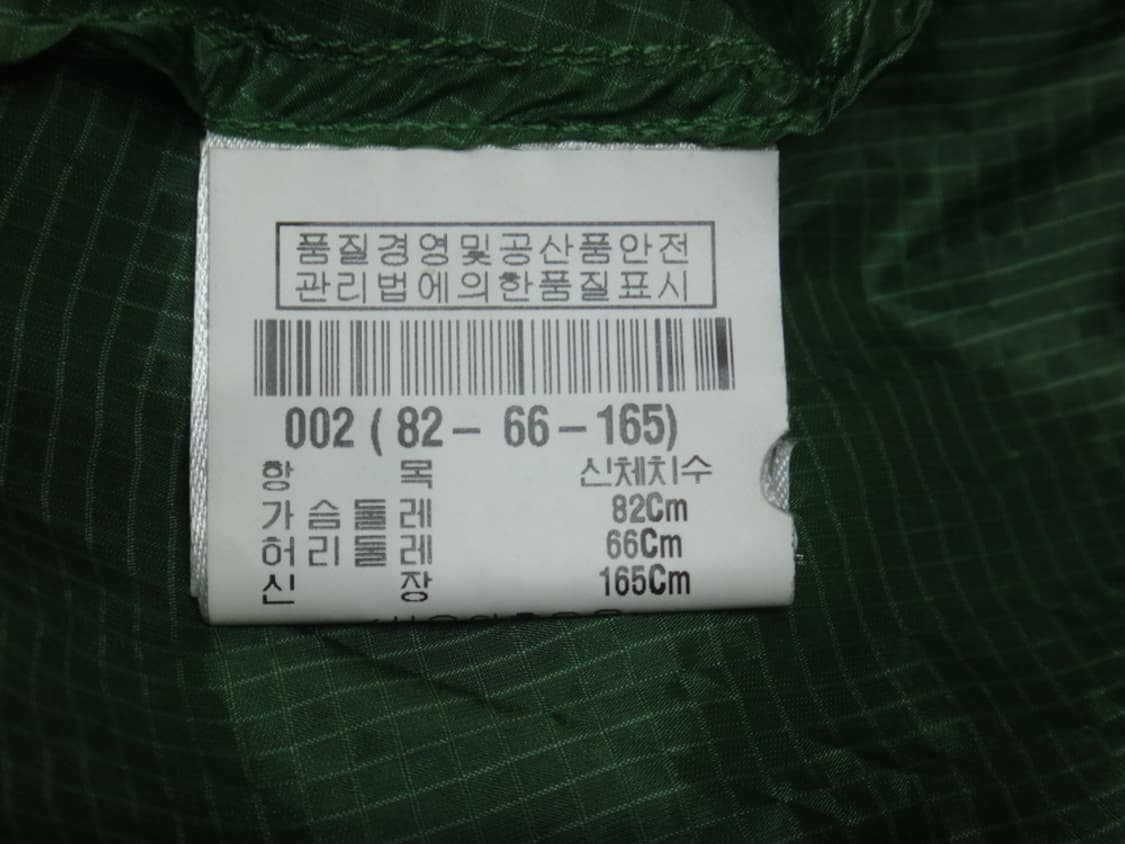 품질경영및공산품안전
관리법에의한품질표시
002 ( 82 - 66 - 165)
항 목 신체치수
가슴둘레 82Cm
허리둘레 66Cm
신 장 165Cm